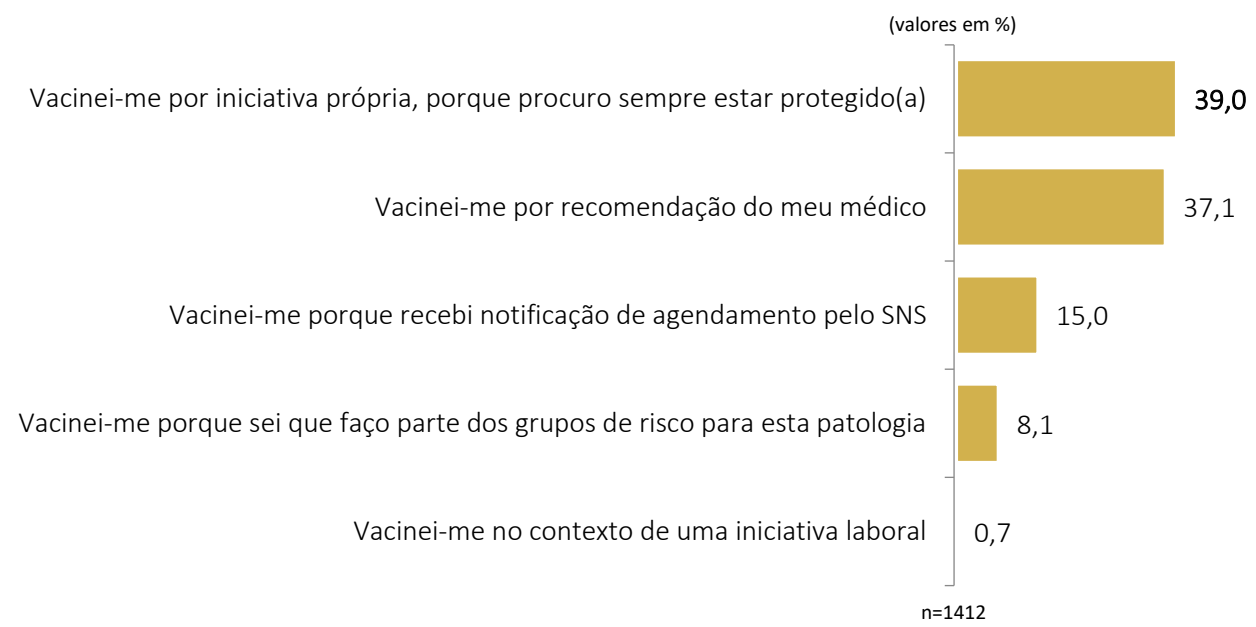 (valores em %)
Vacinei-me por iniciativa própria, porque procuro sempre estar protegido(a) 39,0
Vacinei-me por recomendação do meu médico 37,1
Vacinei-me porque recebi notificação de agendamento pelo SNS 15,0
Vacinei-me porque sei que faço parte dos grupos de risco para esta patologia 8,1
Vacinei-me no contexto de uma iniciativa laboral 0,7
n=1412